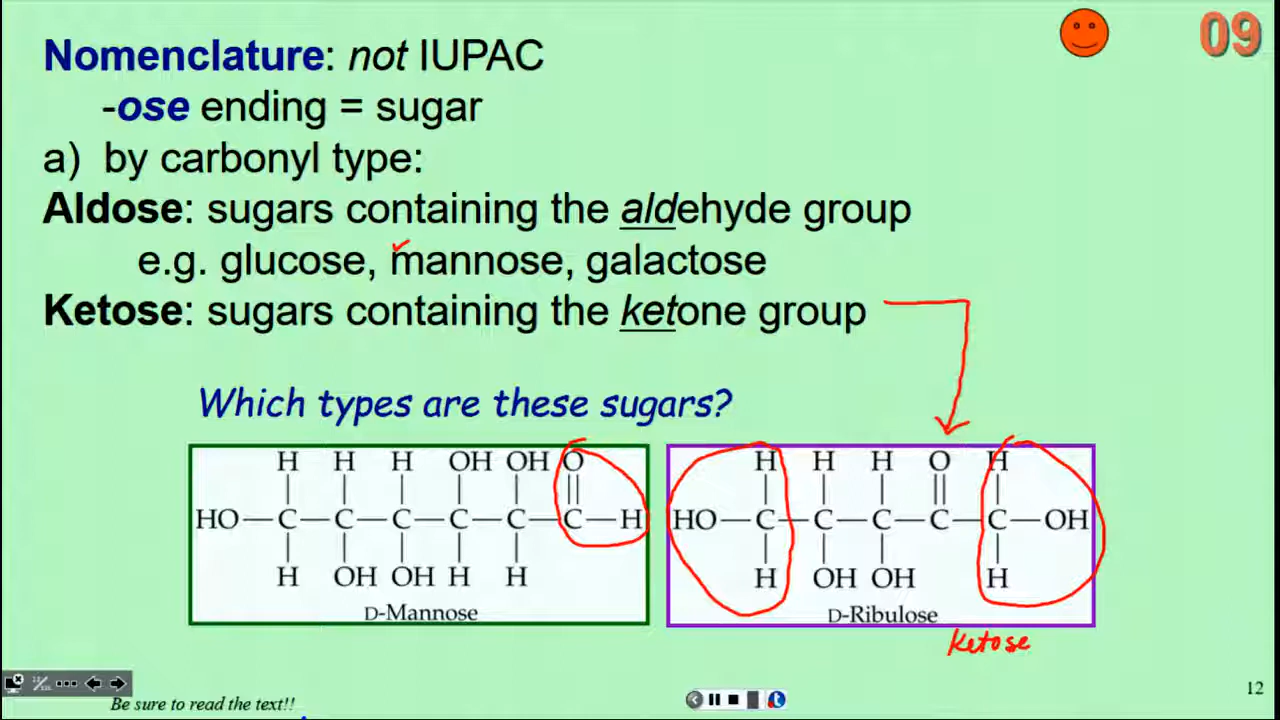 09
Nomenclature: not IUPAC
-ose ending = sugar
a) by carbonyl type:
Aldose: sugars containing the aldehyde group
e.g. glucose, mannose, galactose
Ketose: sugars containing the ketone group
Which types are these sugars?
H H H OH OH O
HO—C—C—C—C—C—C—H
H OH OH H H
D-Mannose
H H H O H
HO—C—C—C—C—C—OH
H OH OH H
D-Ribulose
Ketose
Be sure to read the text!!
12